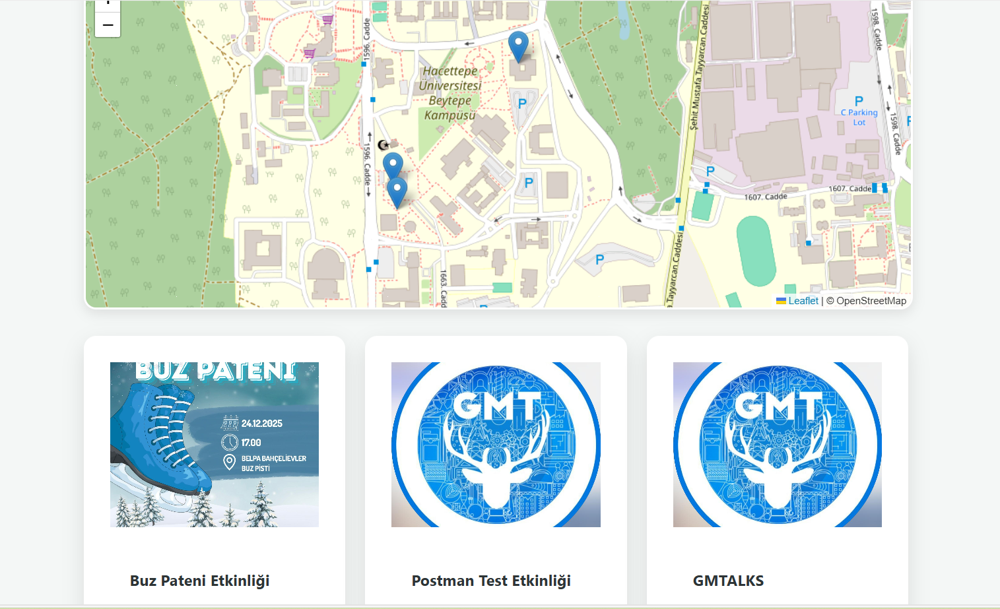 −
1596. Cadde
Hacettepe
Üniversitesi
Beytepe
Kampüsü
P
Şehit Mustafa Tayyarcan Caddesi
1598. Cadde
P
C Parking
Lot
1598. Cadde
P
1596. Cadde
P
P
1607. Cadde
1607. Cadde
P
1663. Cadd
a Tayyarcan Caddesi
P
Leaflet | © OpenStreetMap
BUZ PATENİ
24.12.2025
17.00
BELPA BAHÇELİEVLER
BUZ PİSTİ
GMT
GMT
Buz Pateni Etkinliği
Postman Test Etkinliği
GMTALKS